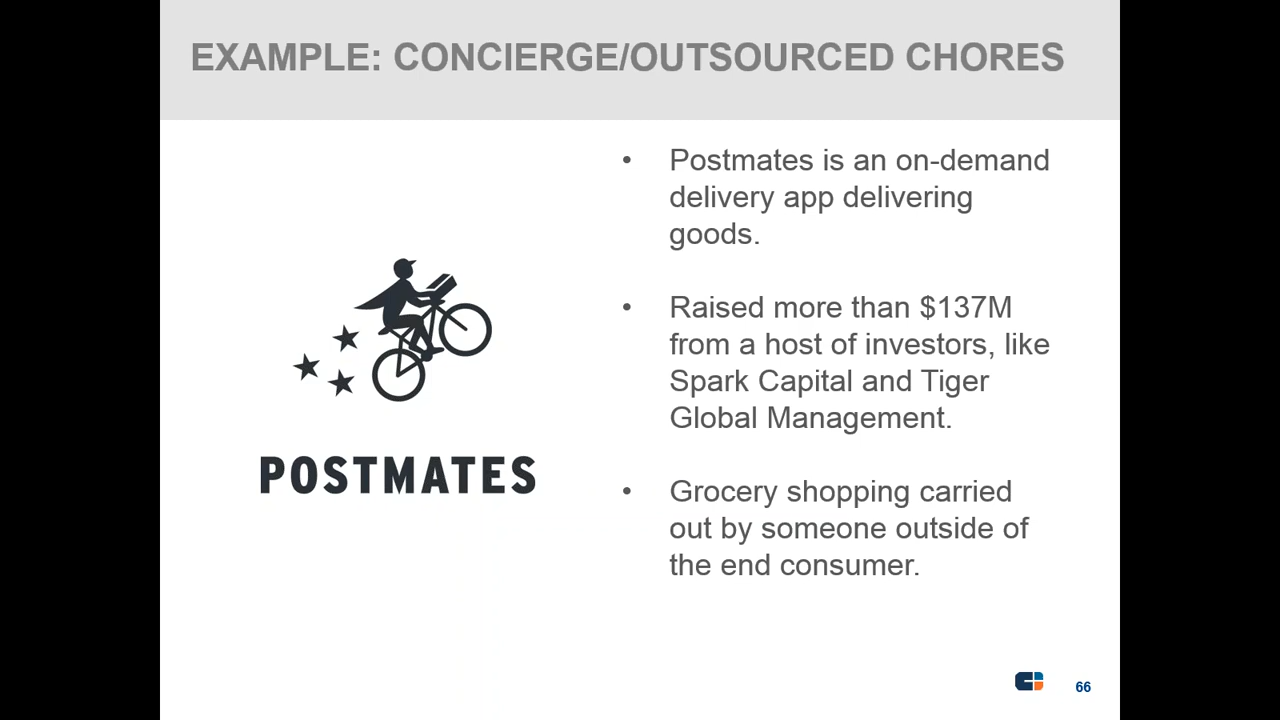 EXAMPLE: CONCIERGE/OUTSOURCED CHORES
• Postmates is an on-demand
delivery app delivering
goods.
• Raised more than $137M
from a host of investors, like
Spark Capital and Tiger
Global Management.
• Grocery shopping carried
out by someone outside of
the end consumer.
POSTMATES
66